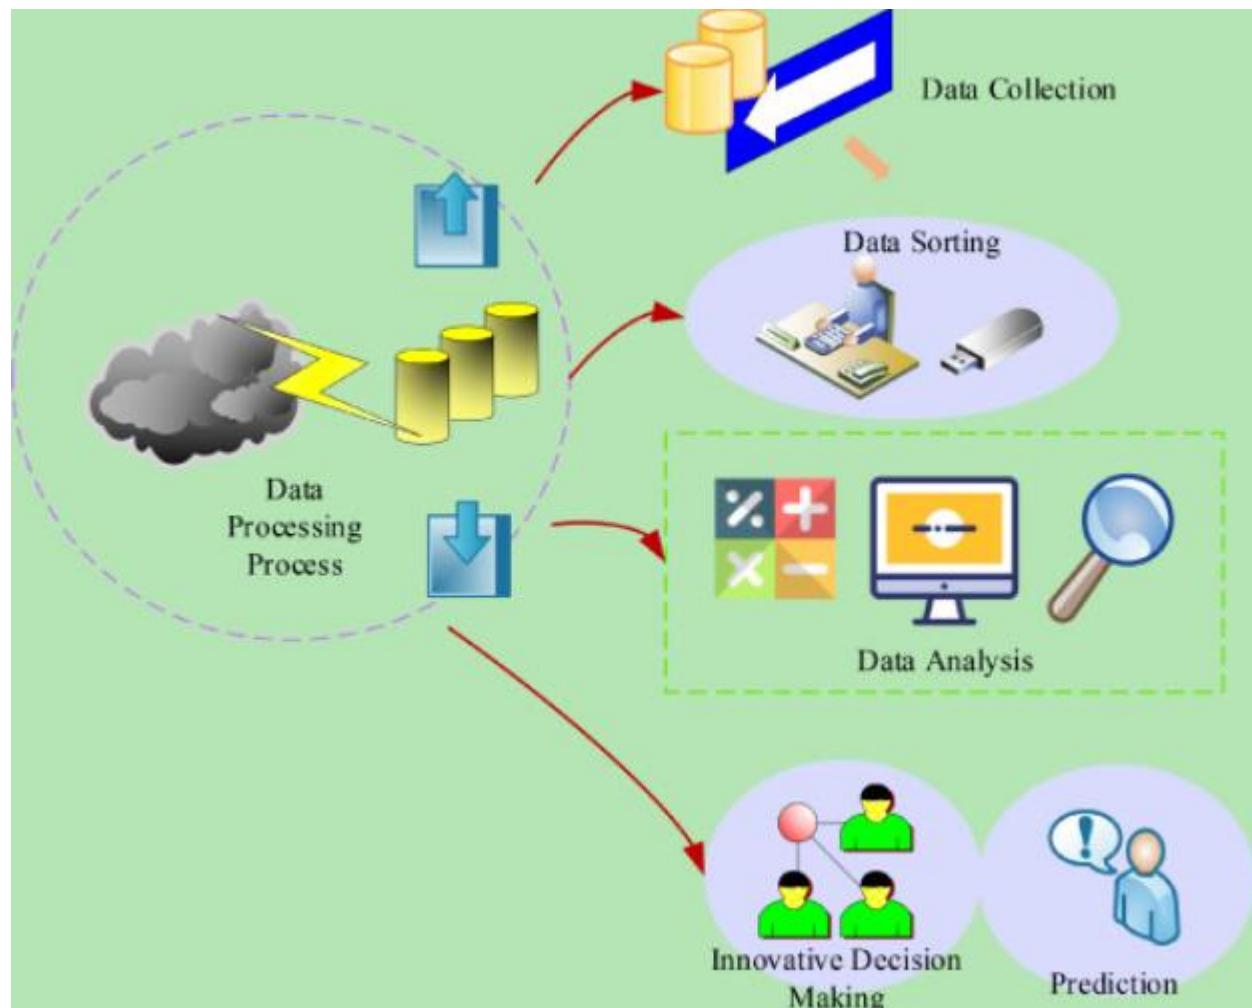 Data Collection
Data Sorting
Data
Processing
Process
Data Analysis
Innovative Decision
Making
Prediction